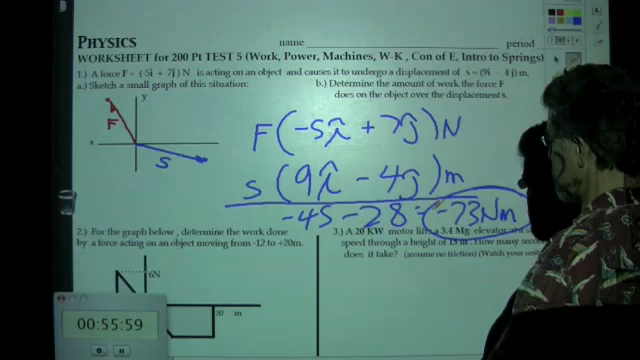 PHYSICS name period
WORKSHEET for 200 Pt TEST 5 (Work, Power, Machines, W-K, Con of E, Intro to Springs)
1.) A force F = (-5i + 7j) N is acting on an object and causes it to undergo a displacement of s = (9i - 4j) m.
a.) Sketch a small graph of this situation:
b.) Determine the amount of work the force F
does on the object over the displacement s.
y
x
F
S
F(-5î + 7ĵ)N
S(9î - 4ĵ)m
-45 - 28 = -73Nm
2.) For the graph below, determine the work done
by a force acting on an object moving from -12 to +20m.
6N
20 m
3.) A 20 KW motor lifts a 3.4 Mg elevator at
speed through a height of 15 m. How many
does it take? (assume no friction) (Watch your
00:55:59